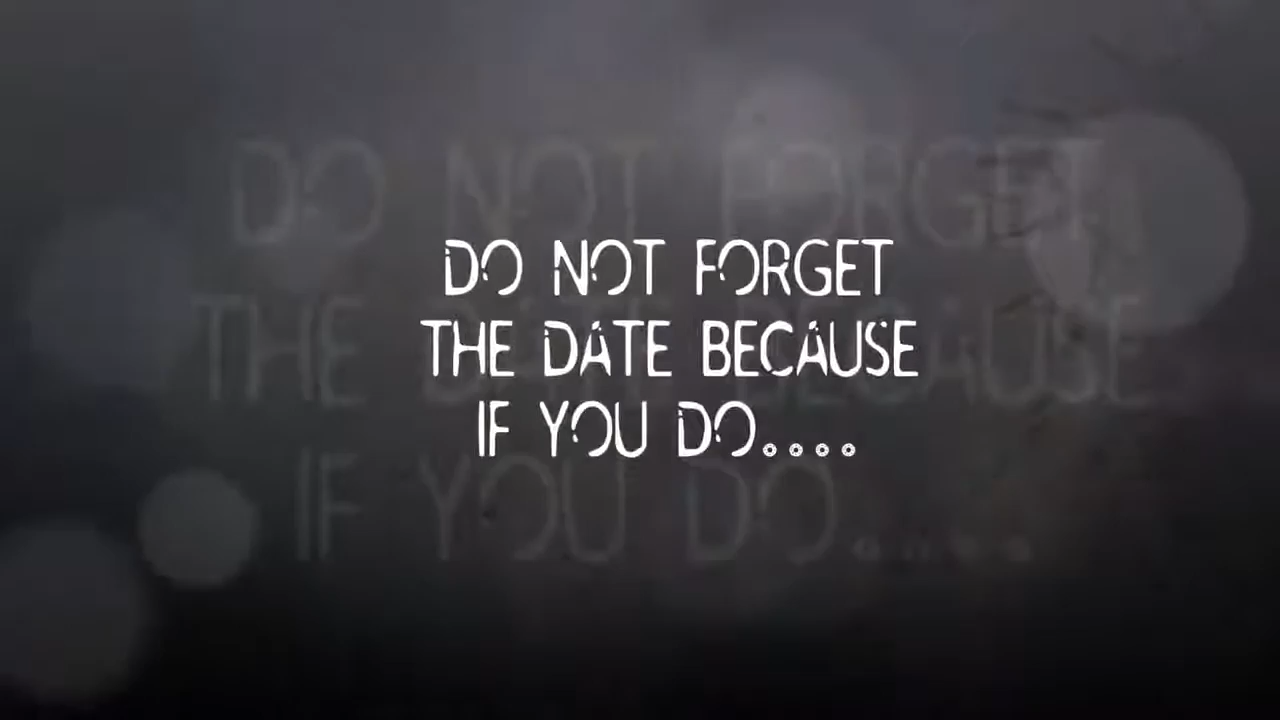 DO NOT FORGET
THE DATE BECAUSE
IF YOU DO....